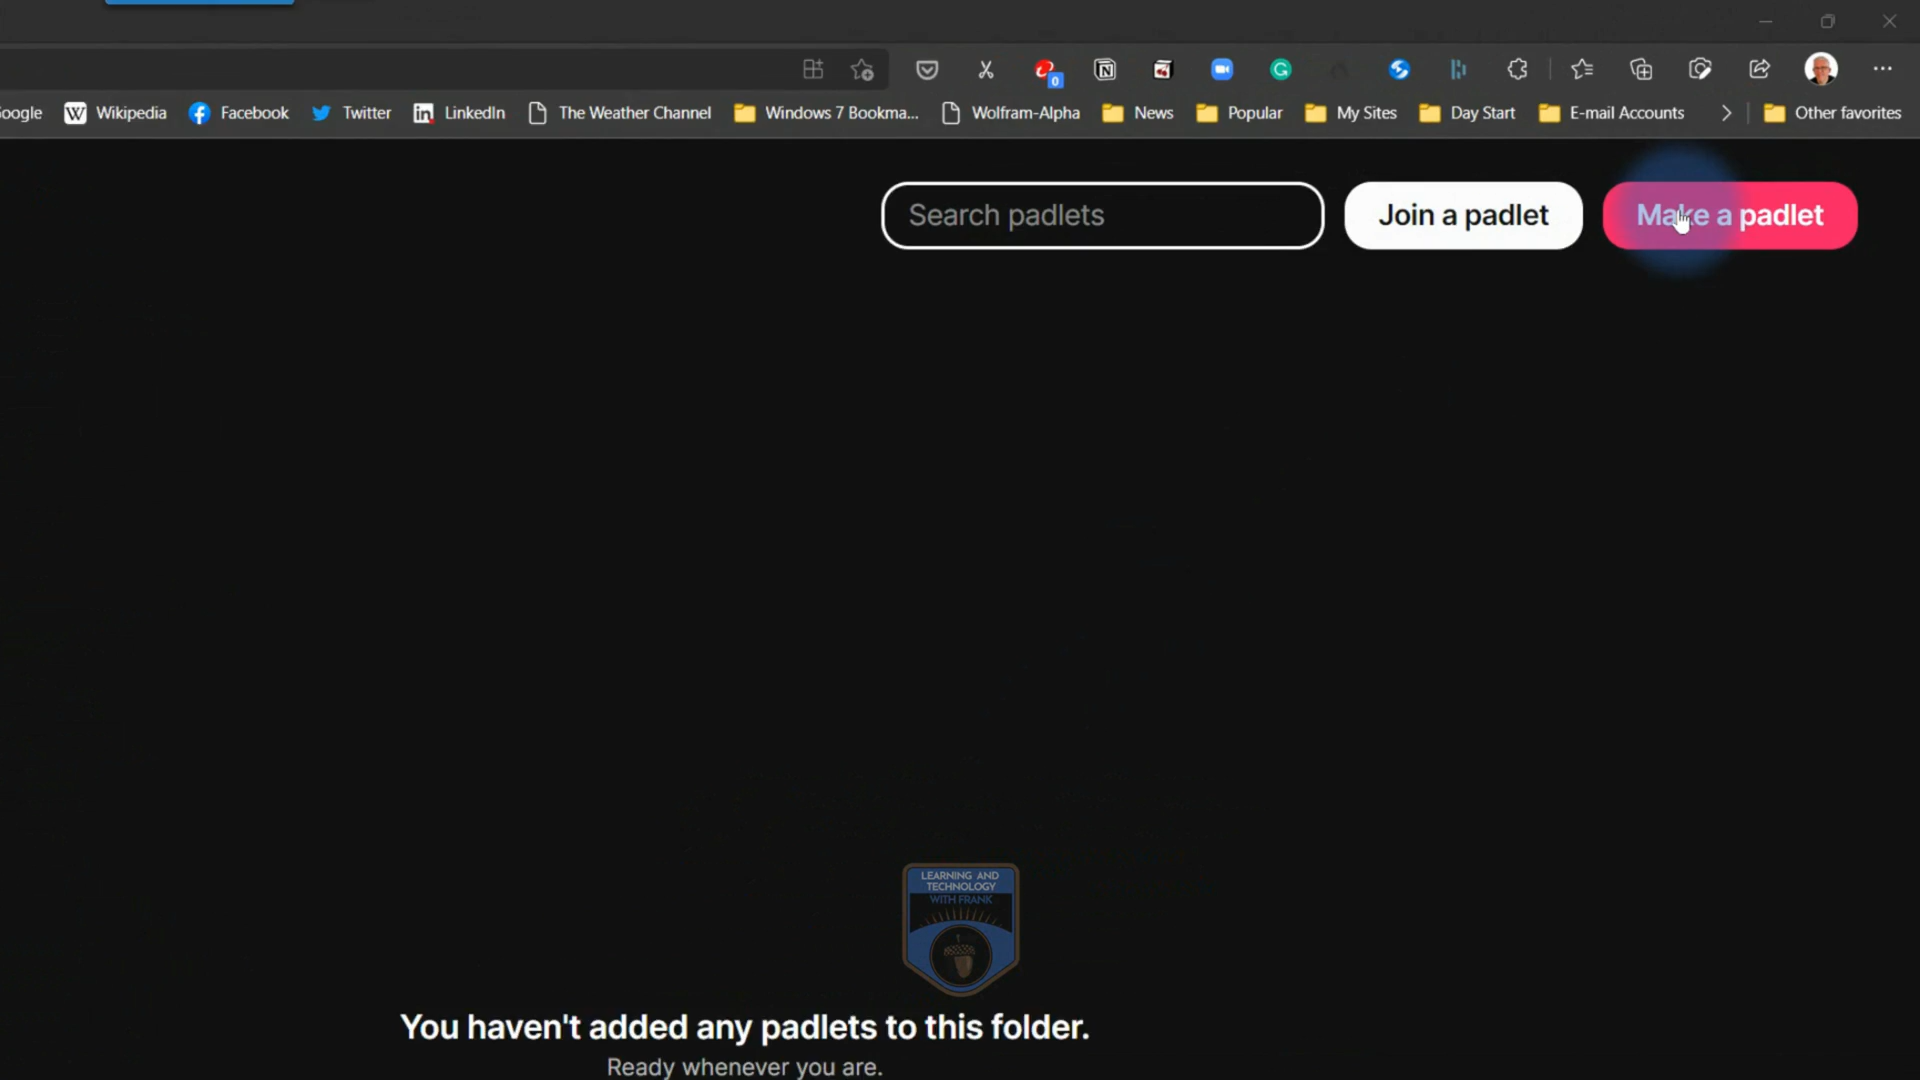 oogle Wikipedia Facebook Twitter LinkedIn The Weather Channel Windows 7 Bookma... Wolfram-Alpha News Popular My Sites Day Start E-mail Accounts Other favorites
0
Search padlets Join a padlet Make a padlet
LEARNING AND
TECHNOLOGY
WITH FRANK
You haven't added any padlets to this folder.
Ready whenever you are.